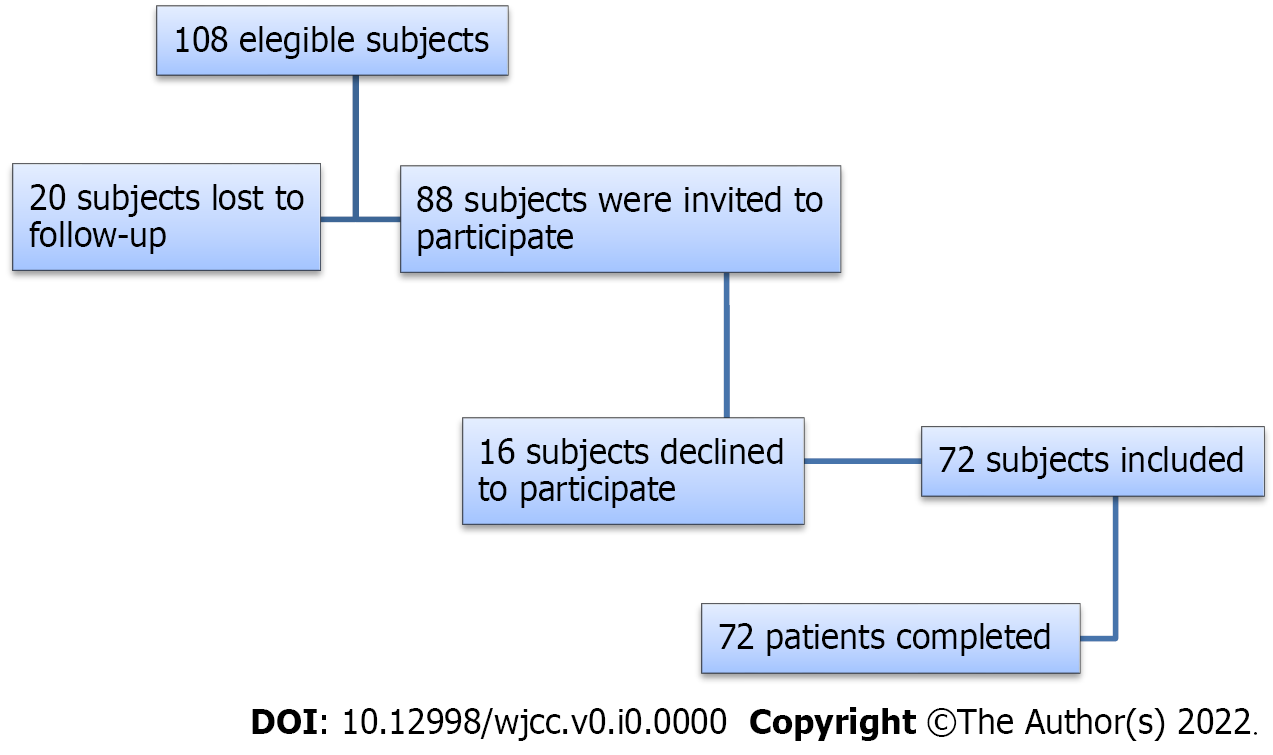 108 elegible subjects
20 subjects lost to
follow-up
88 subjects were invited to
participate
16 subjects declined
to participate
72 subjects included
72 patients completed
DOI: 10.12998/wjcc.v0.i0.0000 Copyright ©The Author(s) 2022.